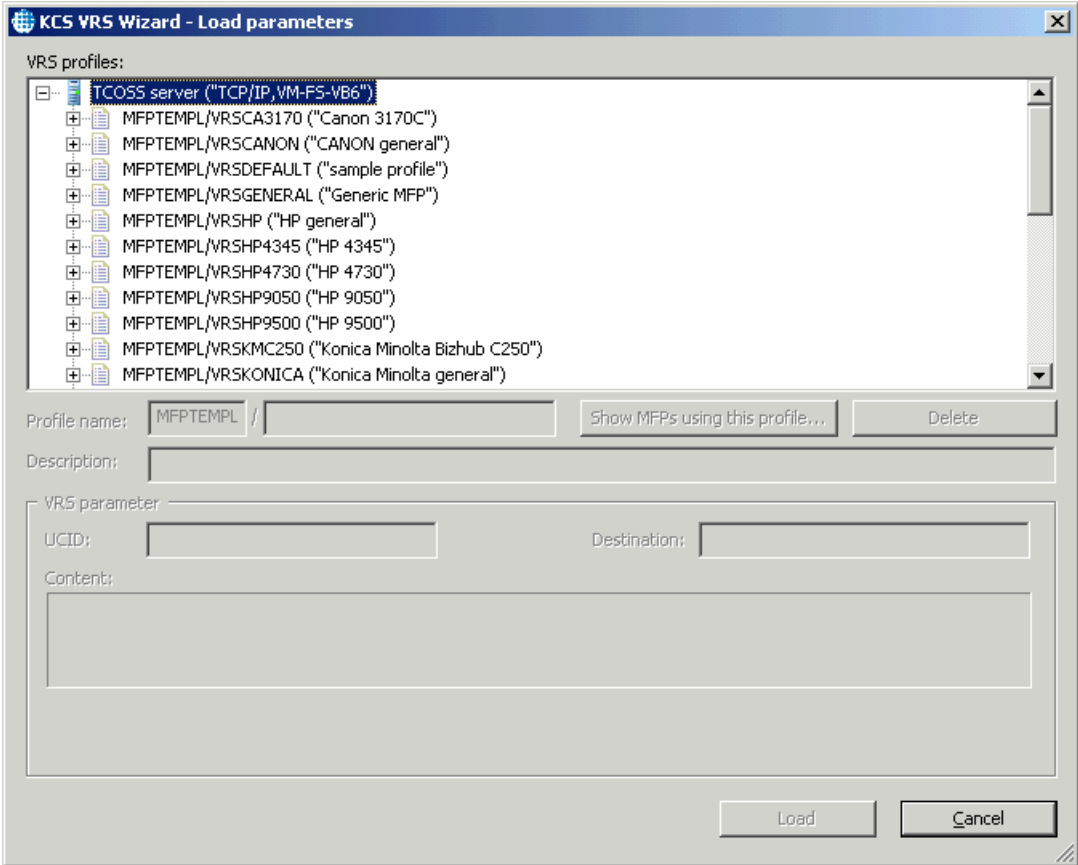 KCS VRS Wizard - Load parameters
VRS profiles:
TCOSS server ("TCP/IP,VM-FS-VB6")
MFPTEMPL/VRSCA3170 ("Canon 3170C")
MFPTEMPL/VRSCANON ("CANON general")
MFPTEMPL/VRSDEFAULT ("sample profile")
MFPTEMPL/VRSGENERAL ("Generic MFP")
MFPTEMPL/VRSHP ("HP general")
MFPTEMPL/VRSHP4345 ("HP 4345")
MFPTEMPL/VRSHP4730 ("HP 4730")
MFPTEMPL/VRSHP9050 ("HP 9050")
MFPTEMPL/VRSHP9500 ("HP 9500")
MFPTEMPL/VRSKMC250 ("Konica Minolta Bizhub C250")
MFPTEMPL/VRSKONICA ("Konica Minolta general")
Profile name: MFPTEMPL / Show MFPs using this profile... Delete
Description:
VRS parameter
UCID: Destination:
Content:
Load Cancel